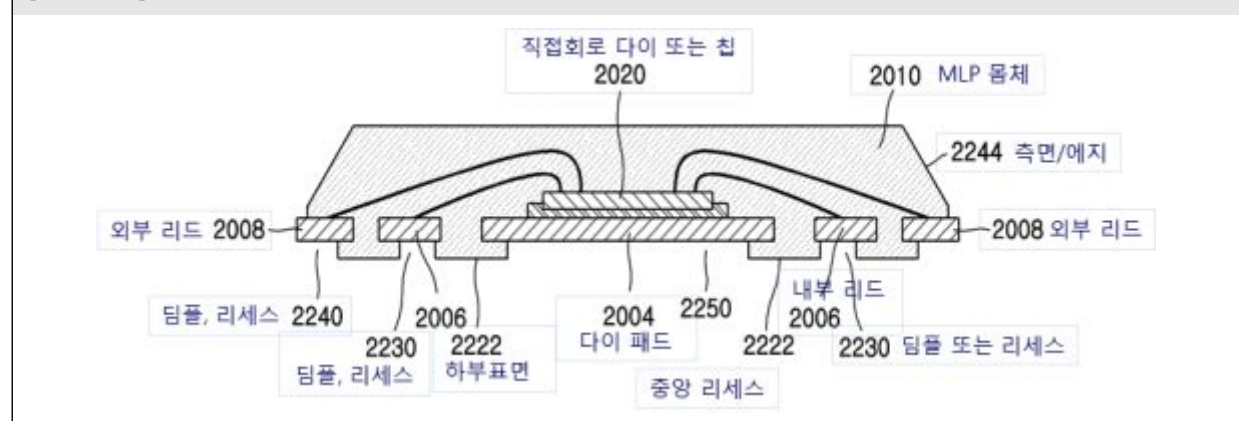 직접회로 다이 또는 칩
2020
2010 MLP 몸체
2244 측면/에지
외부 리드 2008
2008 외부 리드
딤플, 리세스 2240
2230
딤플, 리세스
2006
2222
하부표면
2004
다이 패드
2250
중앙 리세스
2222
내부 리드
2006
2230 딤플 또는 리세스